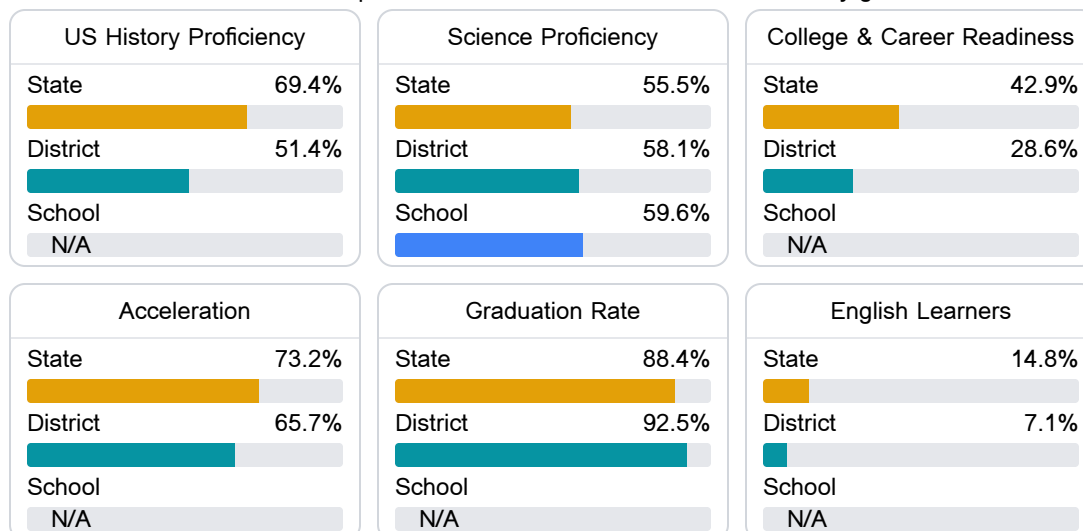 US History Proficiency
State 69.4%
District 51.4%
School
N/A
Science Proficiency
State 55.5%
District 58.1%
School 59.6%
College & Career Readiness
State 42.9%
District 28.6%
School
N/A
Acceleration
State 73.2%
District 65.7%
School
N/A
Graduation Rate
State 88.4%
District 92.5%
School
N/A
English Learners
State 14.8%
District 7.1%
School
N/A